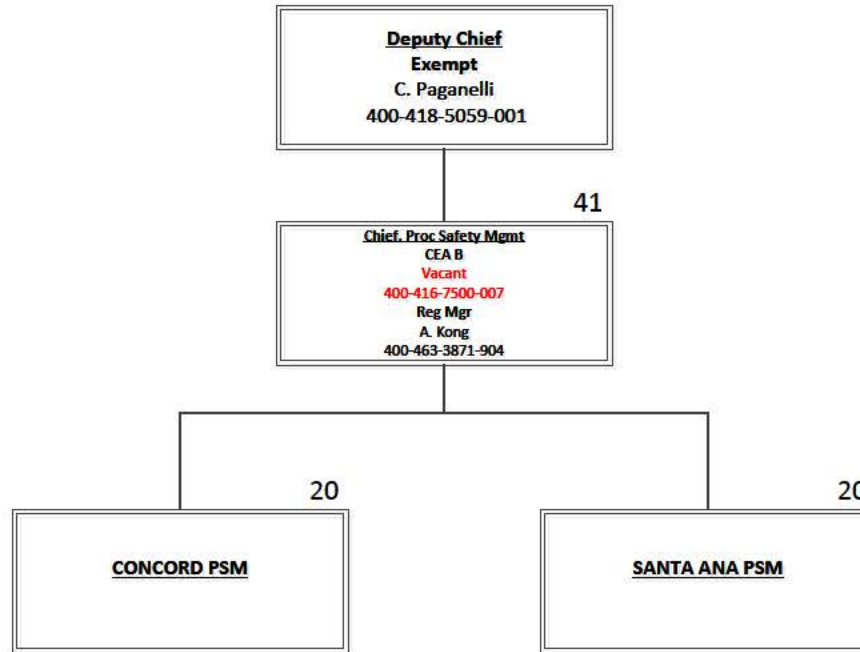 Deputy Chief
Exempt
C. Paganelli
400-418-5059-001
41
Chief, Proc Safety Mgmt
CEA B
Vacant
400-416-7500-007
Reg Mgr
A. Kong
400-463-3871-904
20
20
CONCORD PSM
SANTA ANA PSM